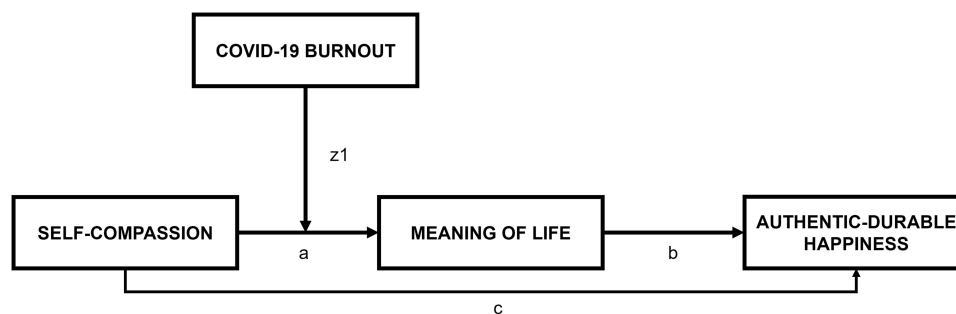 COVID-19 BURNOUT
z1
SELF-COMPASSION
a
MEANING OF LIFE
b
AUTHENTIC-DURABLE
HAPPINESS
c